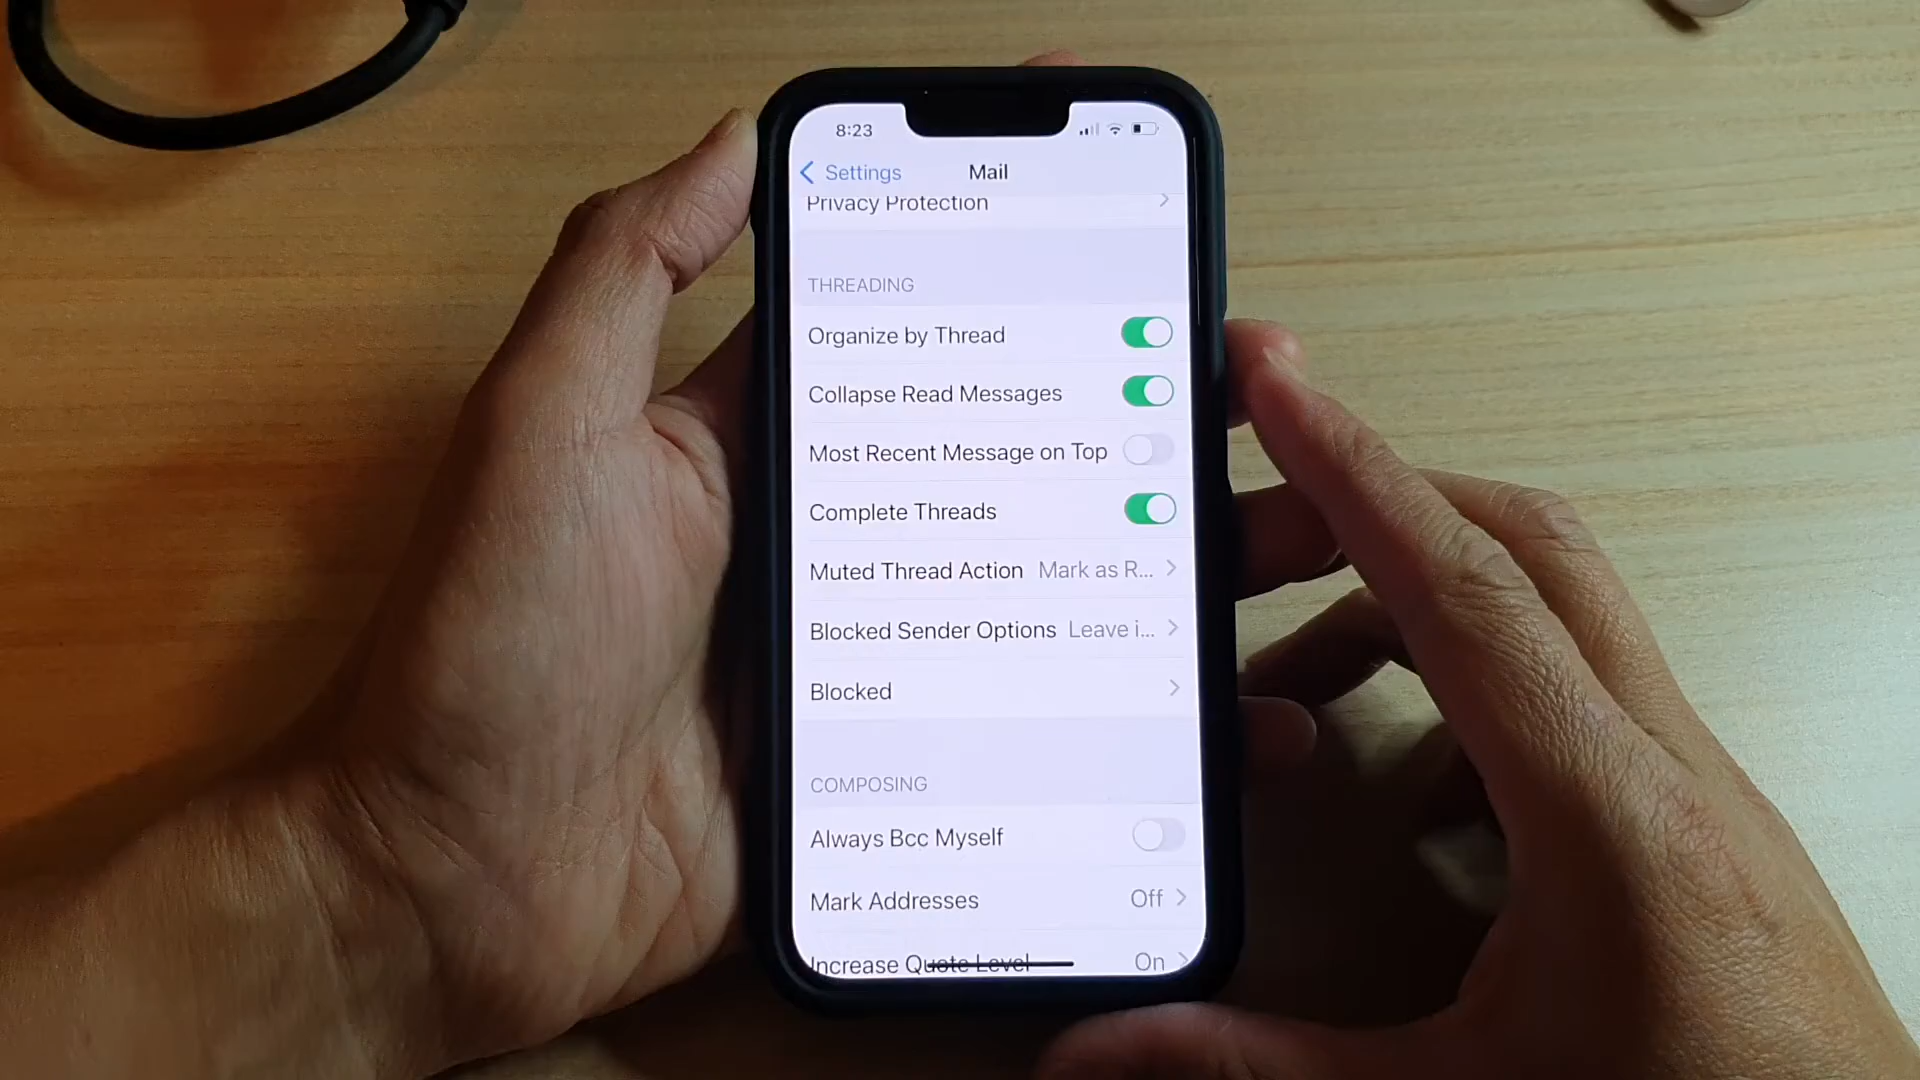 8:23
Settings Mail
Privacy Protection
THREADING
Organize by Thread
Collapse Read Messages
Most Recent Message on Top
Complete Threads
Muted Thread Action Mark as R...
Blocked Sender Options Leave i...
Blocked
COMPOSING
Always Bcc Myself
Mark Addresses Off
Increase Quote Level On